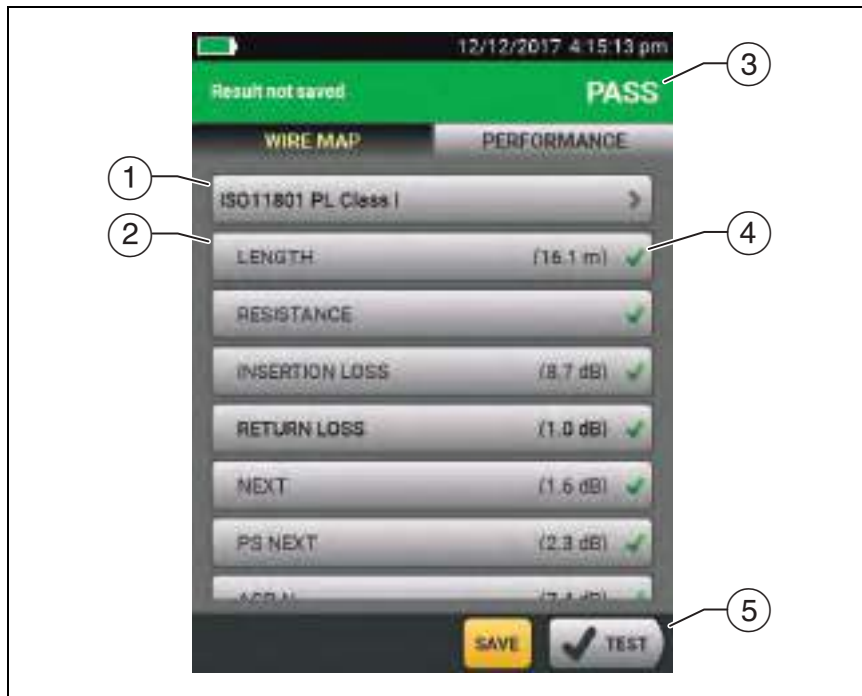 12/12/2017 4:15:13 pm
3
Result not saved
PASS
WIRE MAP
PERFORMANCE
1
ISO11801 PL Class I
2
LENGTH (16.1 m)
4
RESISTANCE
INSERTION LOSS (8.7 dB)
RETURN LOSS (1.0 dB)
NEXT (1.6 dB)
PS NEXT (2.3 dB)
SAVE
TEST
5